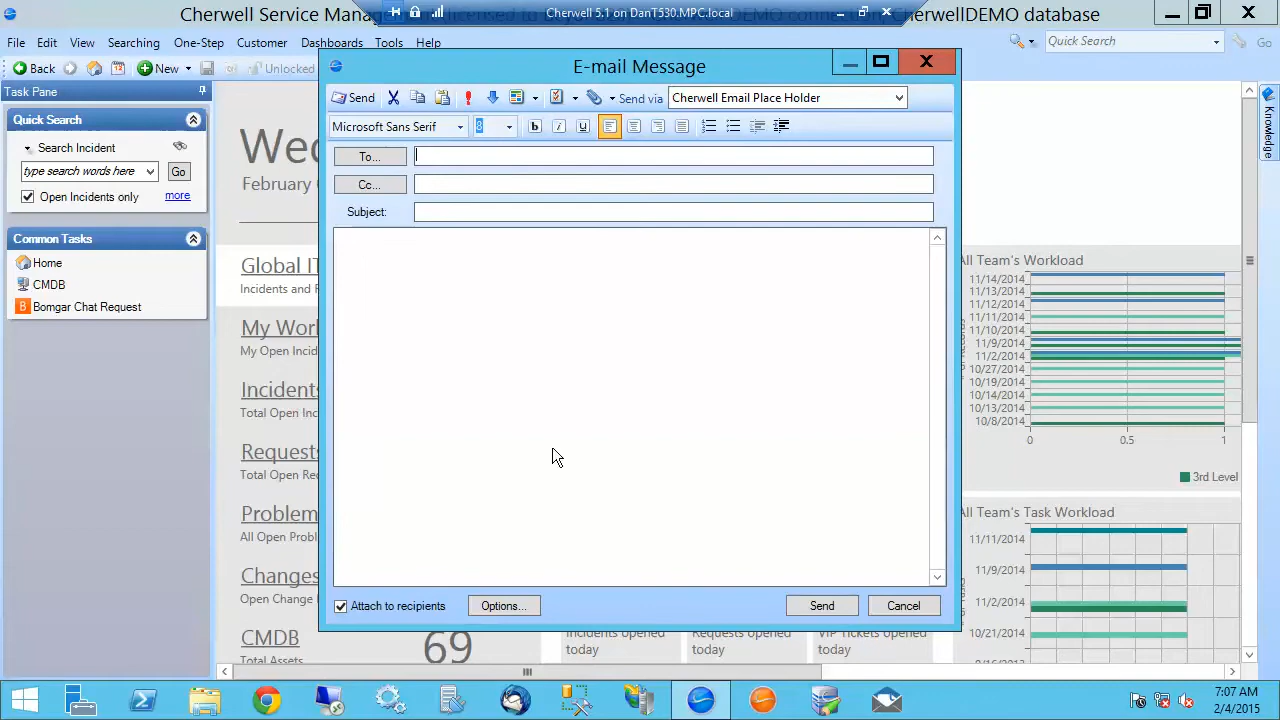 Cherwell Service Mana
DEMO connection, CherwellDEMO database
Cherwell 5.1 on DanT530.MPC.local
File Edit View Searching One-Step Customer Dashboards Tools Help
Quick Search Go
Back New Unlocked
Task Pane
Quick Search
Search Incident
type search words here Go
Open Incidents only more
Common Tasks
Home
CMDB
Bomgar Chat Request
Wed
February
Global IT
Incidents and
My Work
My Open Incid
Incidents
Total Open Inc
Requests
Total Open Req
Problem
All Open Prob
Changes
Open Change
CMDB
Total Assets
69
E-mail Message
Send Send via Cherwell Email Place Holder
Microsoft Sans Serif 8 b i u
To...
Cc...
Subject:
Attach to recipients Options... Send Cancel
Incidents opened today
Requests opened today
VIP Tickets opened today
All Team's Workload
11/14/2014
11/13/2014
11/12/2014
11/11/2014
11/10/2014
11/9/2014
11/2/2014
10/27/2014
10/19/2014
10/14/2014
10/13/2014
10/8/2014
0 0.5 1
3rd Level
All Team's Task Workload
11/11/2014
11/9/2014
11/2/2014
10/21/2014
Knowledge
7:07 AM
2/4/2015